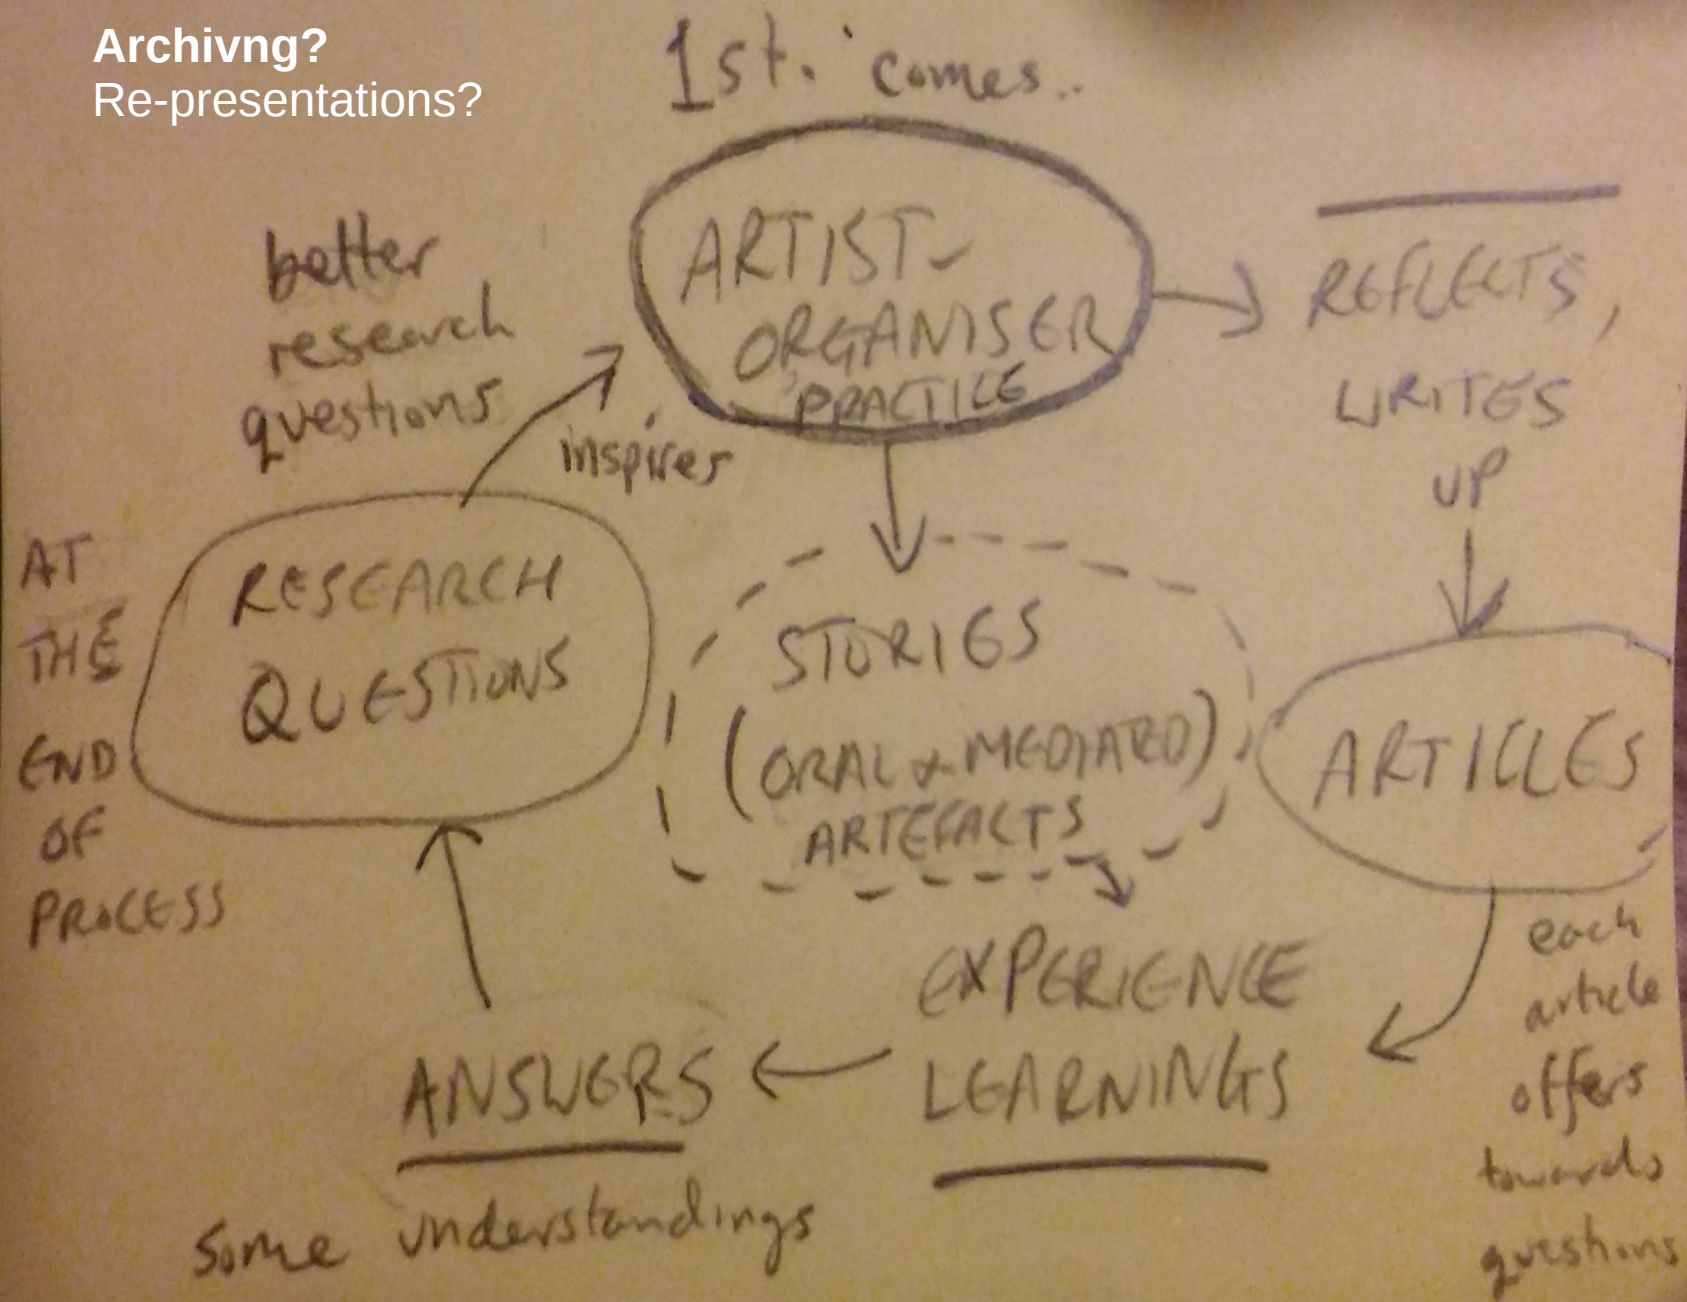 Archivng?
Re-presentations?
1st. comes..
ARTIST-
ORGANISER
PRACTICE
REFLECTS,
WRITES
UP
better
research
questions
inspires
AT
THE
END
OF
PROCESS
RESEARCH
QUESTIONS
STORIES
(ORAL & MEDIATED)
ARTEFACTS
ARTICLES
each
article
offers
towards
questions
EXPERIENCE
LEARNINGS
ANSWERS
some understandings